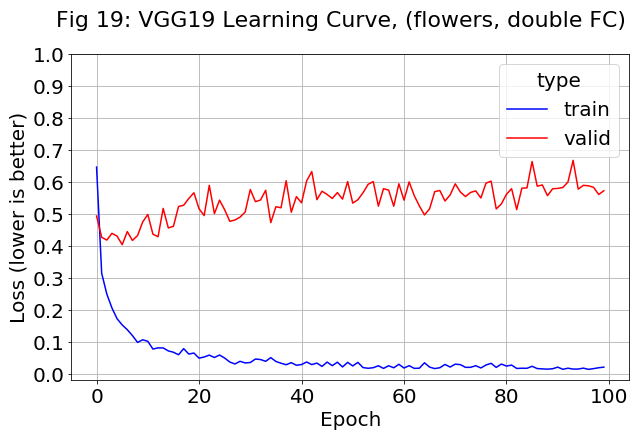 Fig 19: VGG19 Learning Curve, (flowers, double FC)
1.0
0.9
0.8
0.7
0.6
0.5
0.4
0.3
0.2
0.1
0.0
Loss (lower is better)
type
train
valid
0 20 40 60 80 100
Epoch